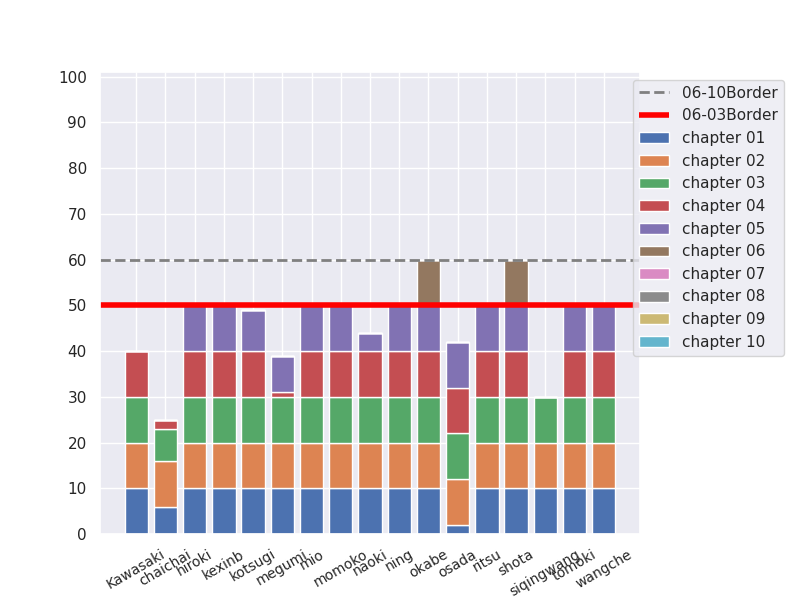 100
90
80
70
60
50
40
30
20
10
0
06-10Border
06-03Border
chapter 01
chapter 02
chapter 03
chapter 04
chapter 05
chapter 06
chapter 07
chapter 08
chapter 09
chapter 10
Kawasaki
chaichai
hiroki
kexinb
kotsugi
megumi
mio
momoko
naoki
ning
okabe
osada
ritsu
shota
siqingwang
tomoki
wangche